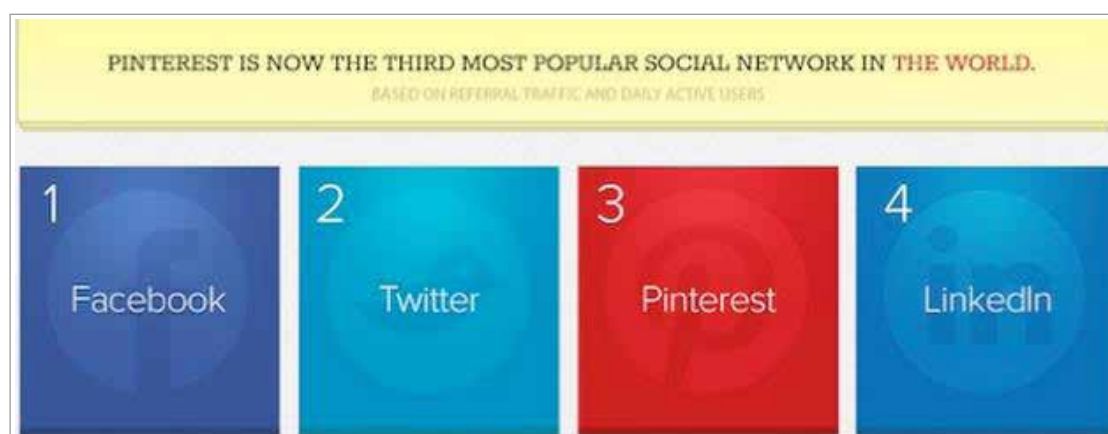 PINTEREST IS NOW THE THIRD MOST POPULAR SOCIAL NETWORK IN THE WORLD.
BASED ON REFERRAL TRAFFIC AND DAILY ACTIVE USERS
1 2 3 4
Facebook Twitter Pinterest LinkedIn